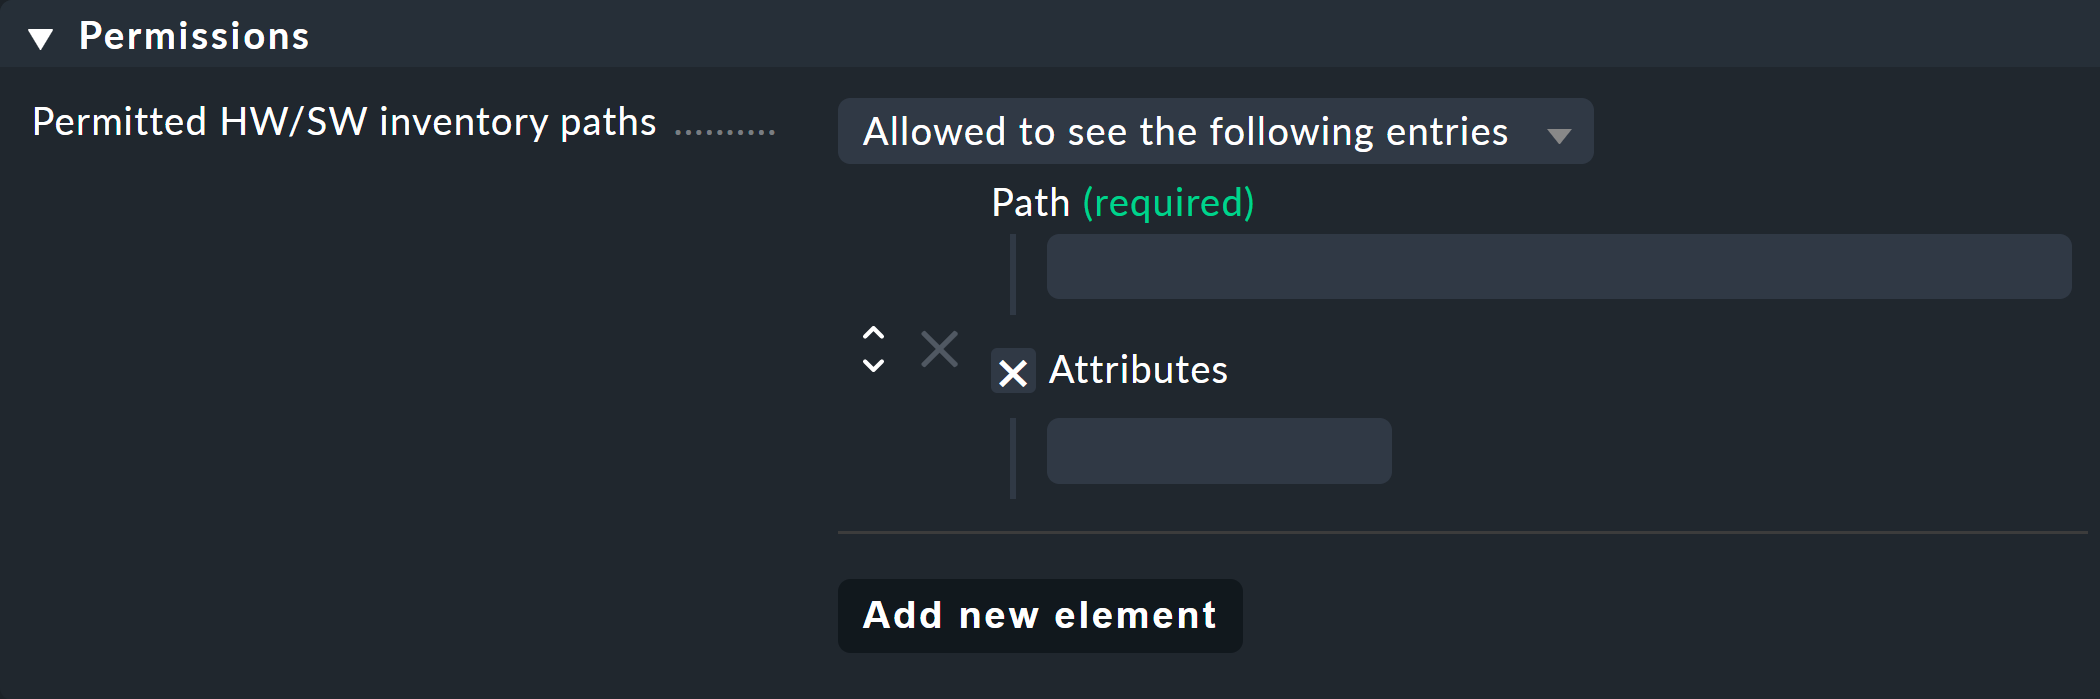 Permissions
Permitted HW/SW inventory paths ..........
Allowed to see the following entries
Path (required)
Attributes
Add new element